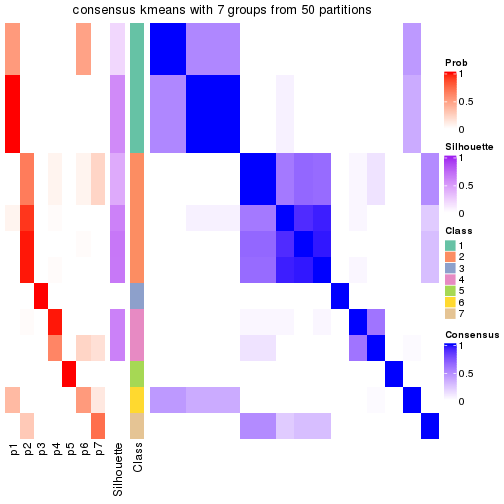 consensus kmeans with 7 groups from 50 partitions
Prob
1
0.5
0
Silhouette
1
0.5
0
Class
1
2
3
4
5
6
7
Consensus
1
0.5
0
p1
p2
p3
p4
p5
p6
p7
Silhouette
Class